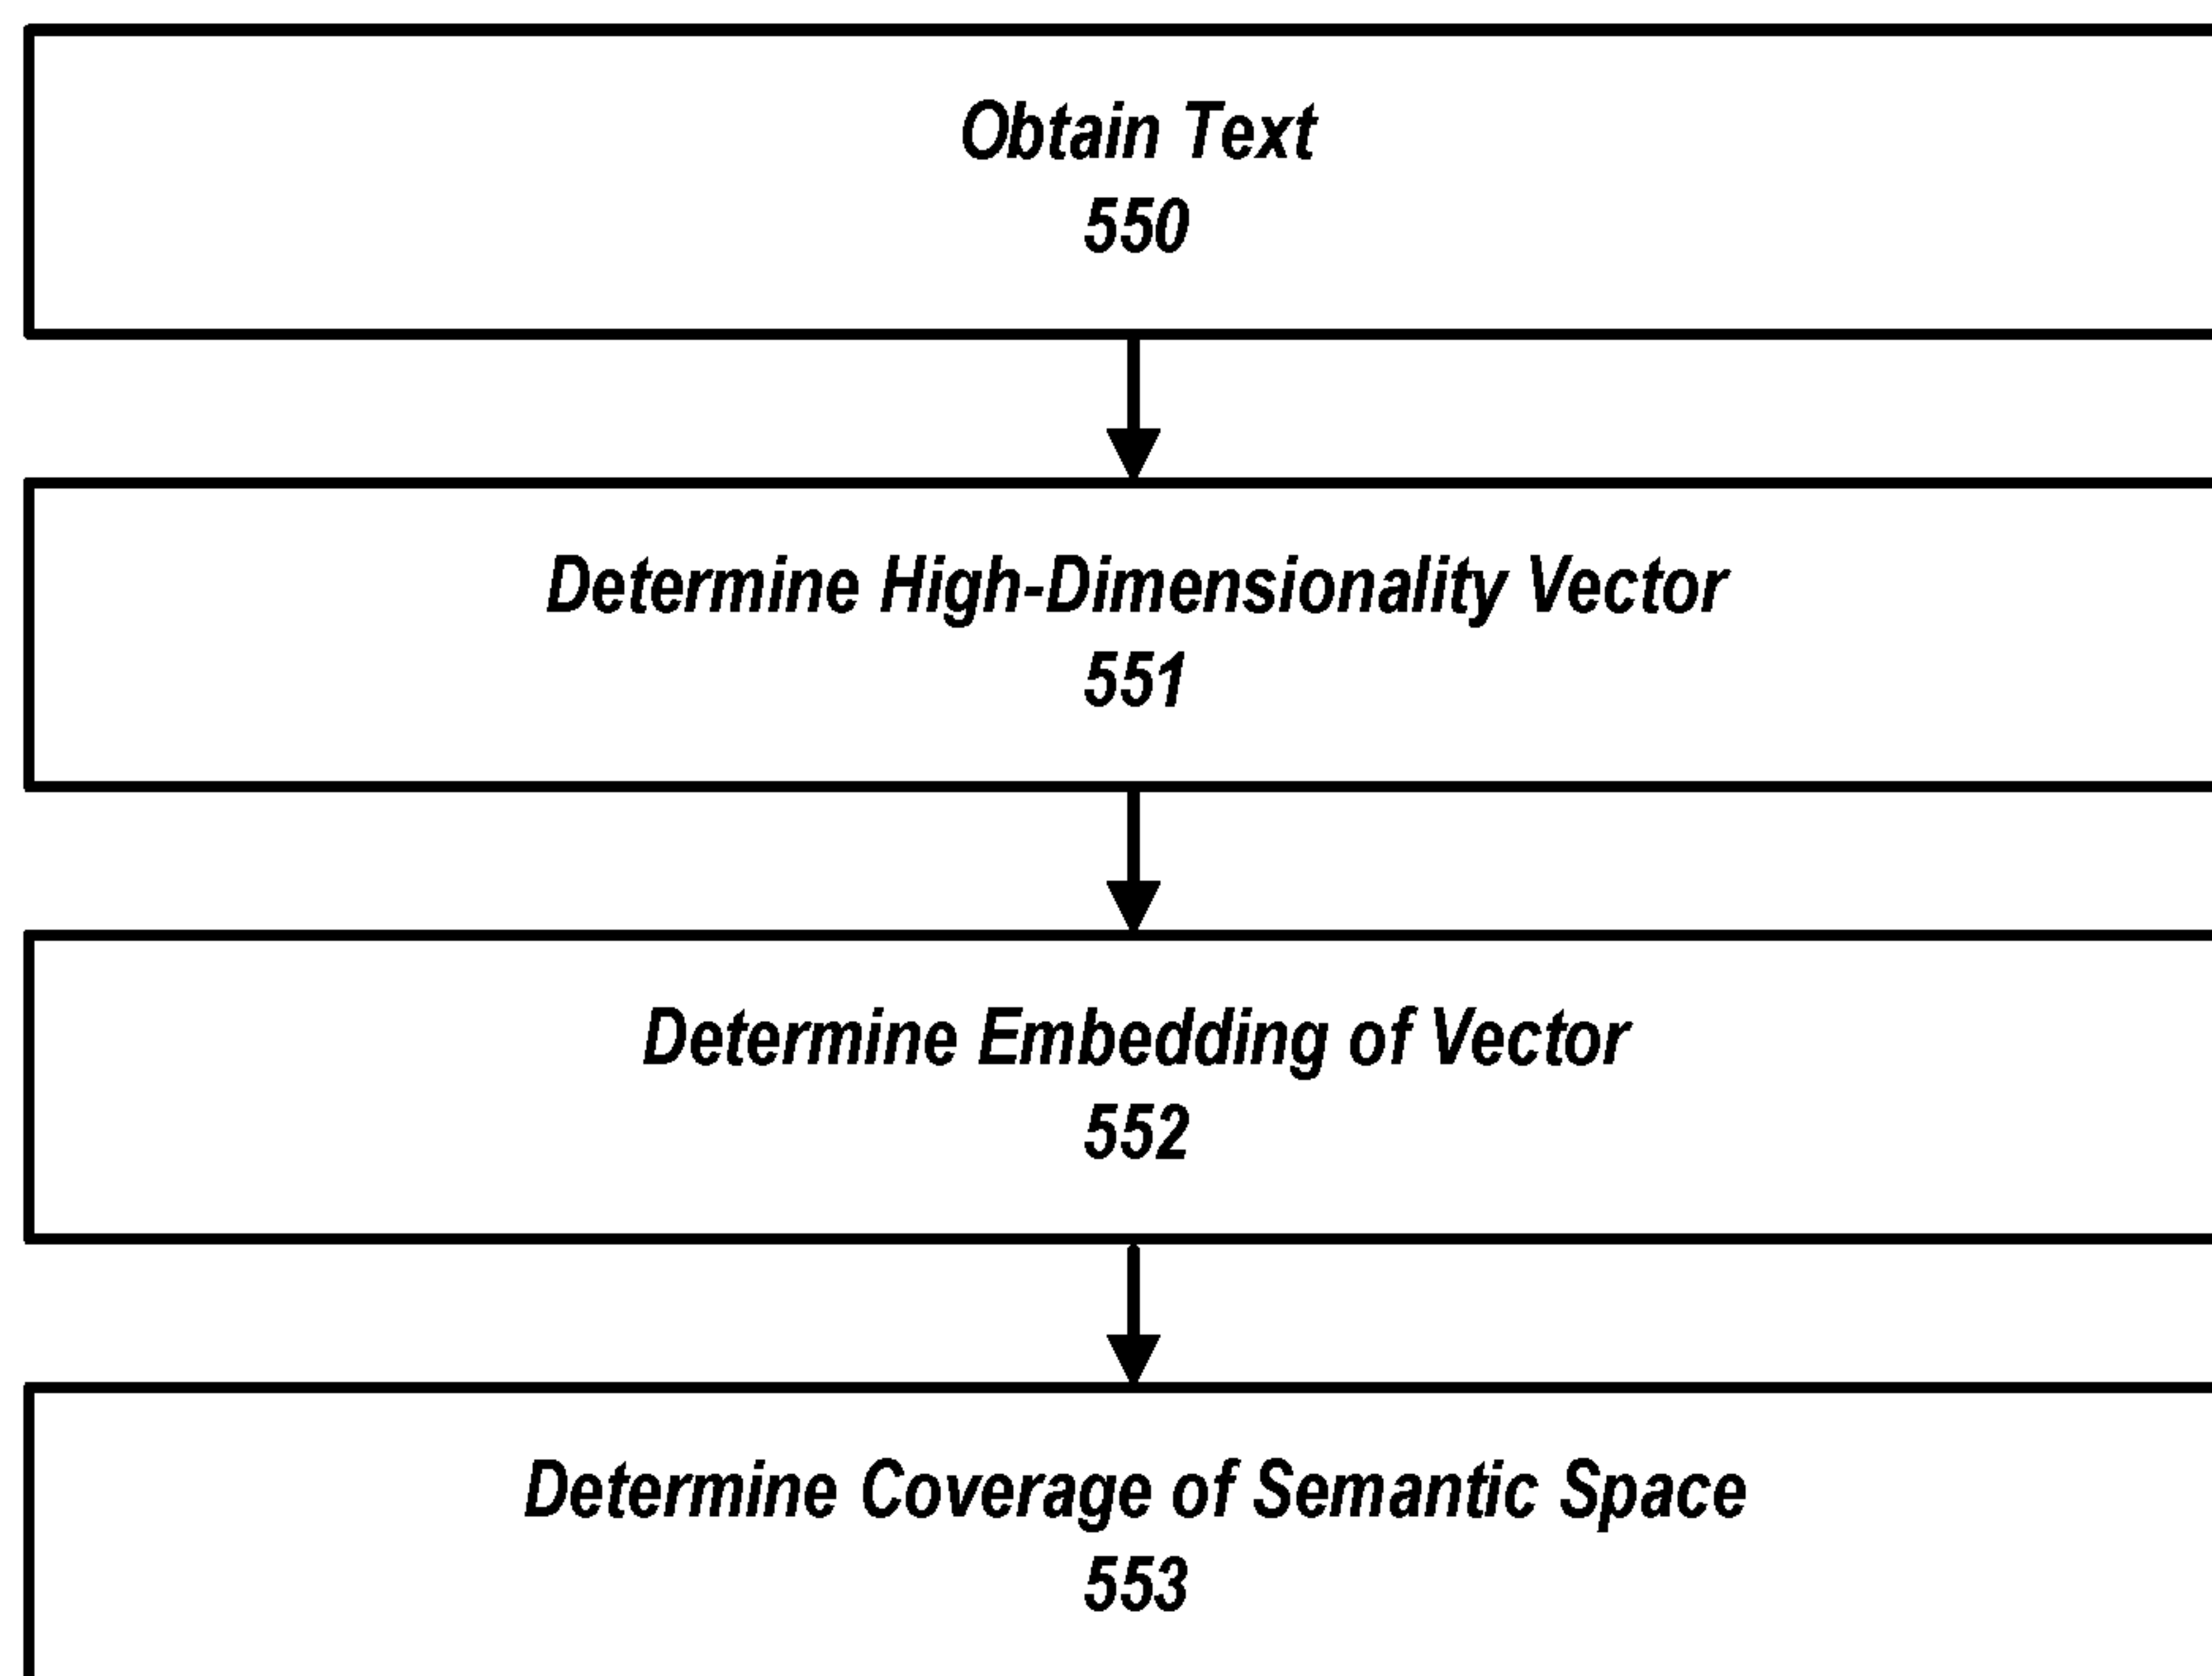 Obtain Text
550
Determine High-Dimensionality Vector
551
Determine Embedding of Vector
552
Determine Coverage of Semantic Space
553